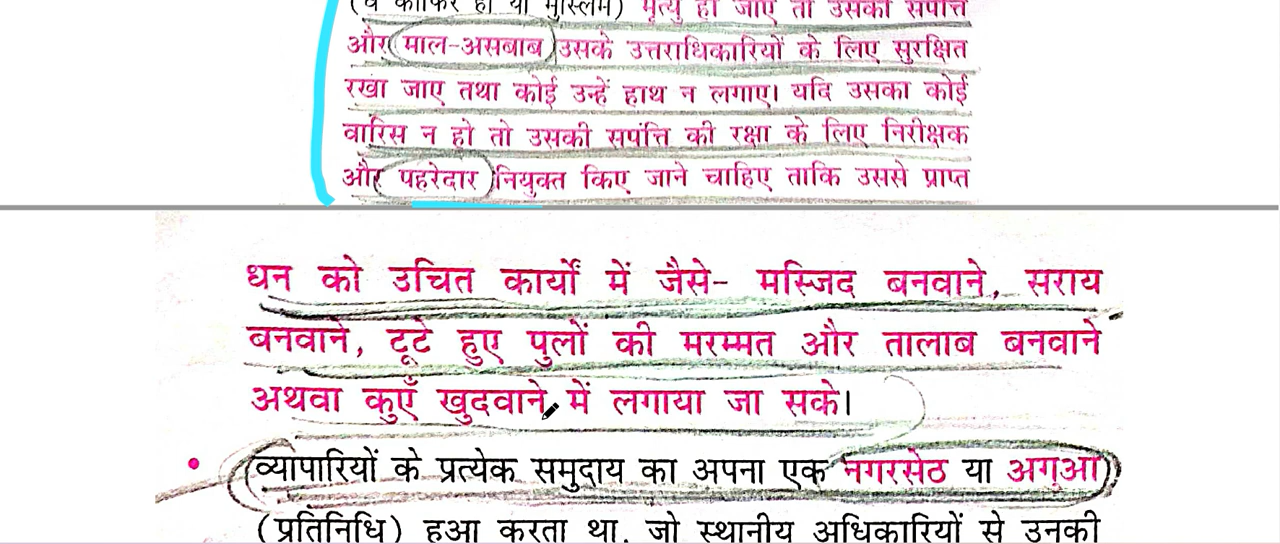 (वे काफिर हों या मुस्लिम) मृत्यु हो जाए तो उसकी संपत्ति
और माल-असबाब उसके उत्तराधिकारियों के लिए सुरक्षित
रखा जाए तथा कोई उन्हें हाथ न लगाए। यदि उसका कोई
वारिस न हो तो उसकी सपंत्ति की रक्षा के लिए निरीक्षक
और पहरेदार नियुक्त किए जाने चाहिए ताकि उससे प्राप्त
धन को उचित कार्यों में जैसे- मस्जिद बनवाने, सराय
बनवाने, टूटे हुए पुलों की मरम्मत और तालाब बनवाने
अथवा कुएँ खुदवाने में लगाया जा सके।
• व्यापारियों के प्रत्येक समुदाय का अपना एक नगरसेठ या अगुआ
(प्रतिनिधि) हुआ करता था, जो स्थानीय अधिकारियों से उनकी